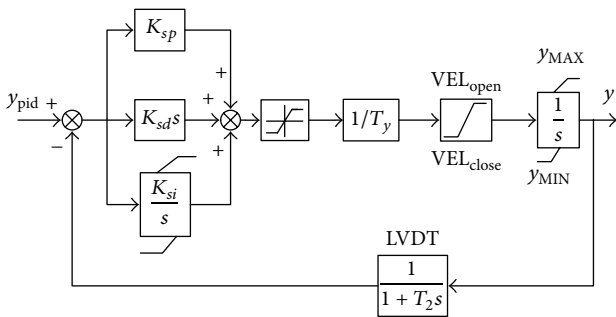 K_sp
y_pid
+
−
K_sd s
K_si
s
+
+
+
1/T_y
VEL_open
VEL_close
y_MAX
1
s
y_MIN
y
LVDT
1
1 + T_2 s